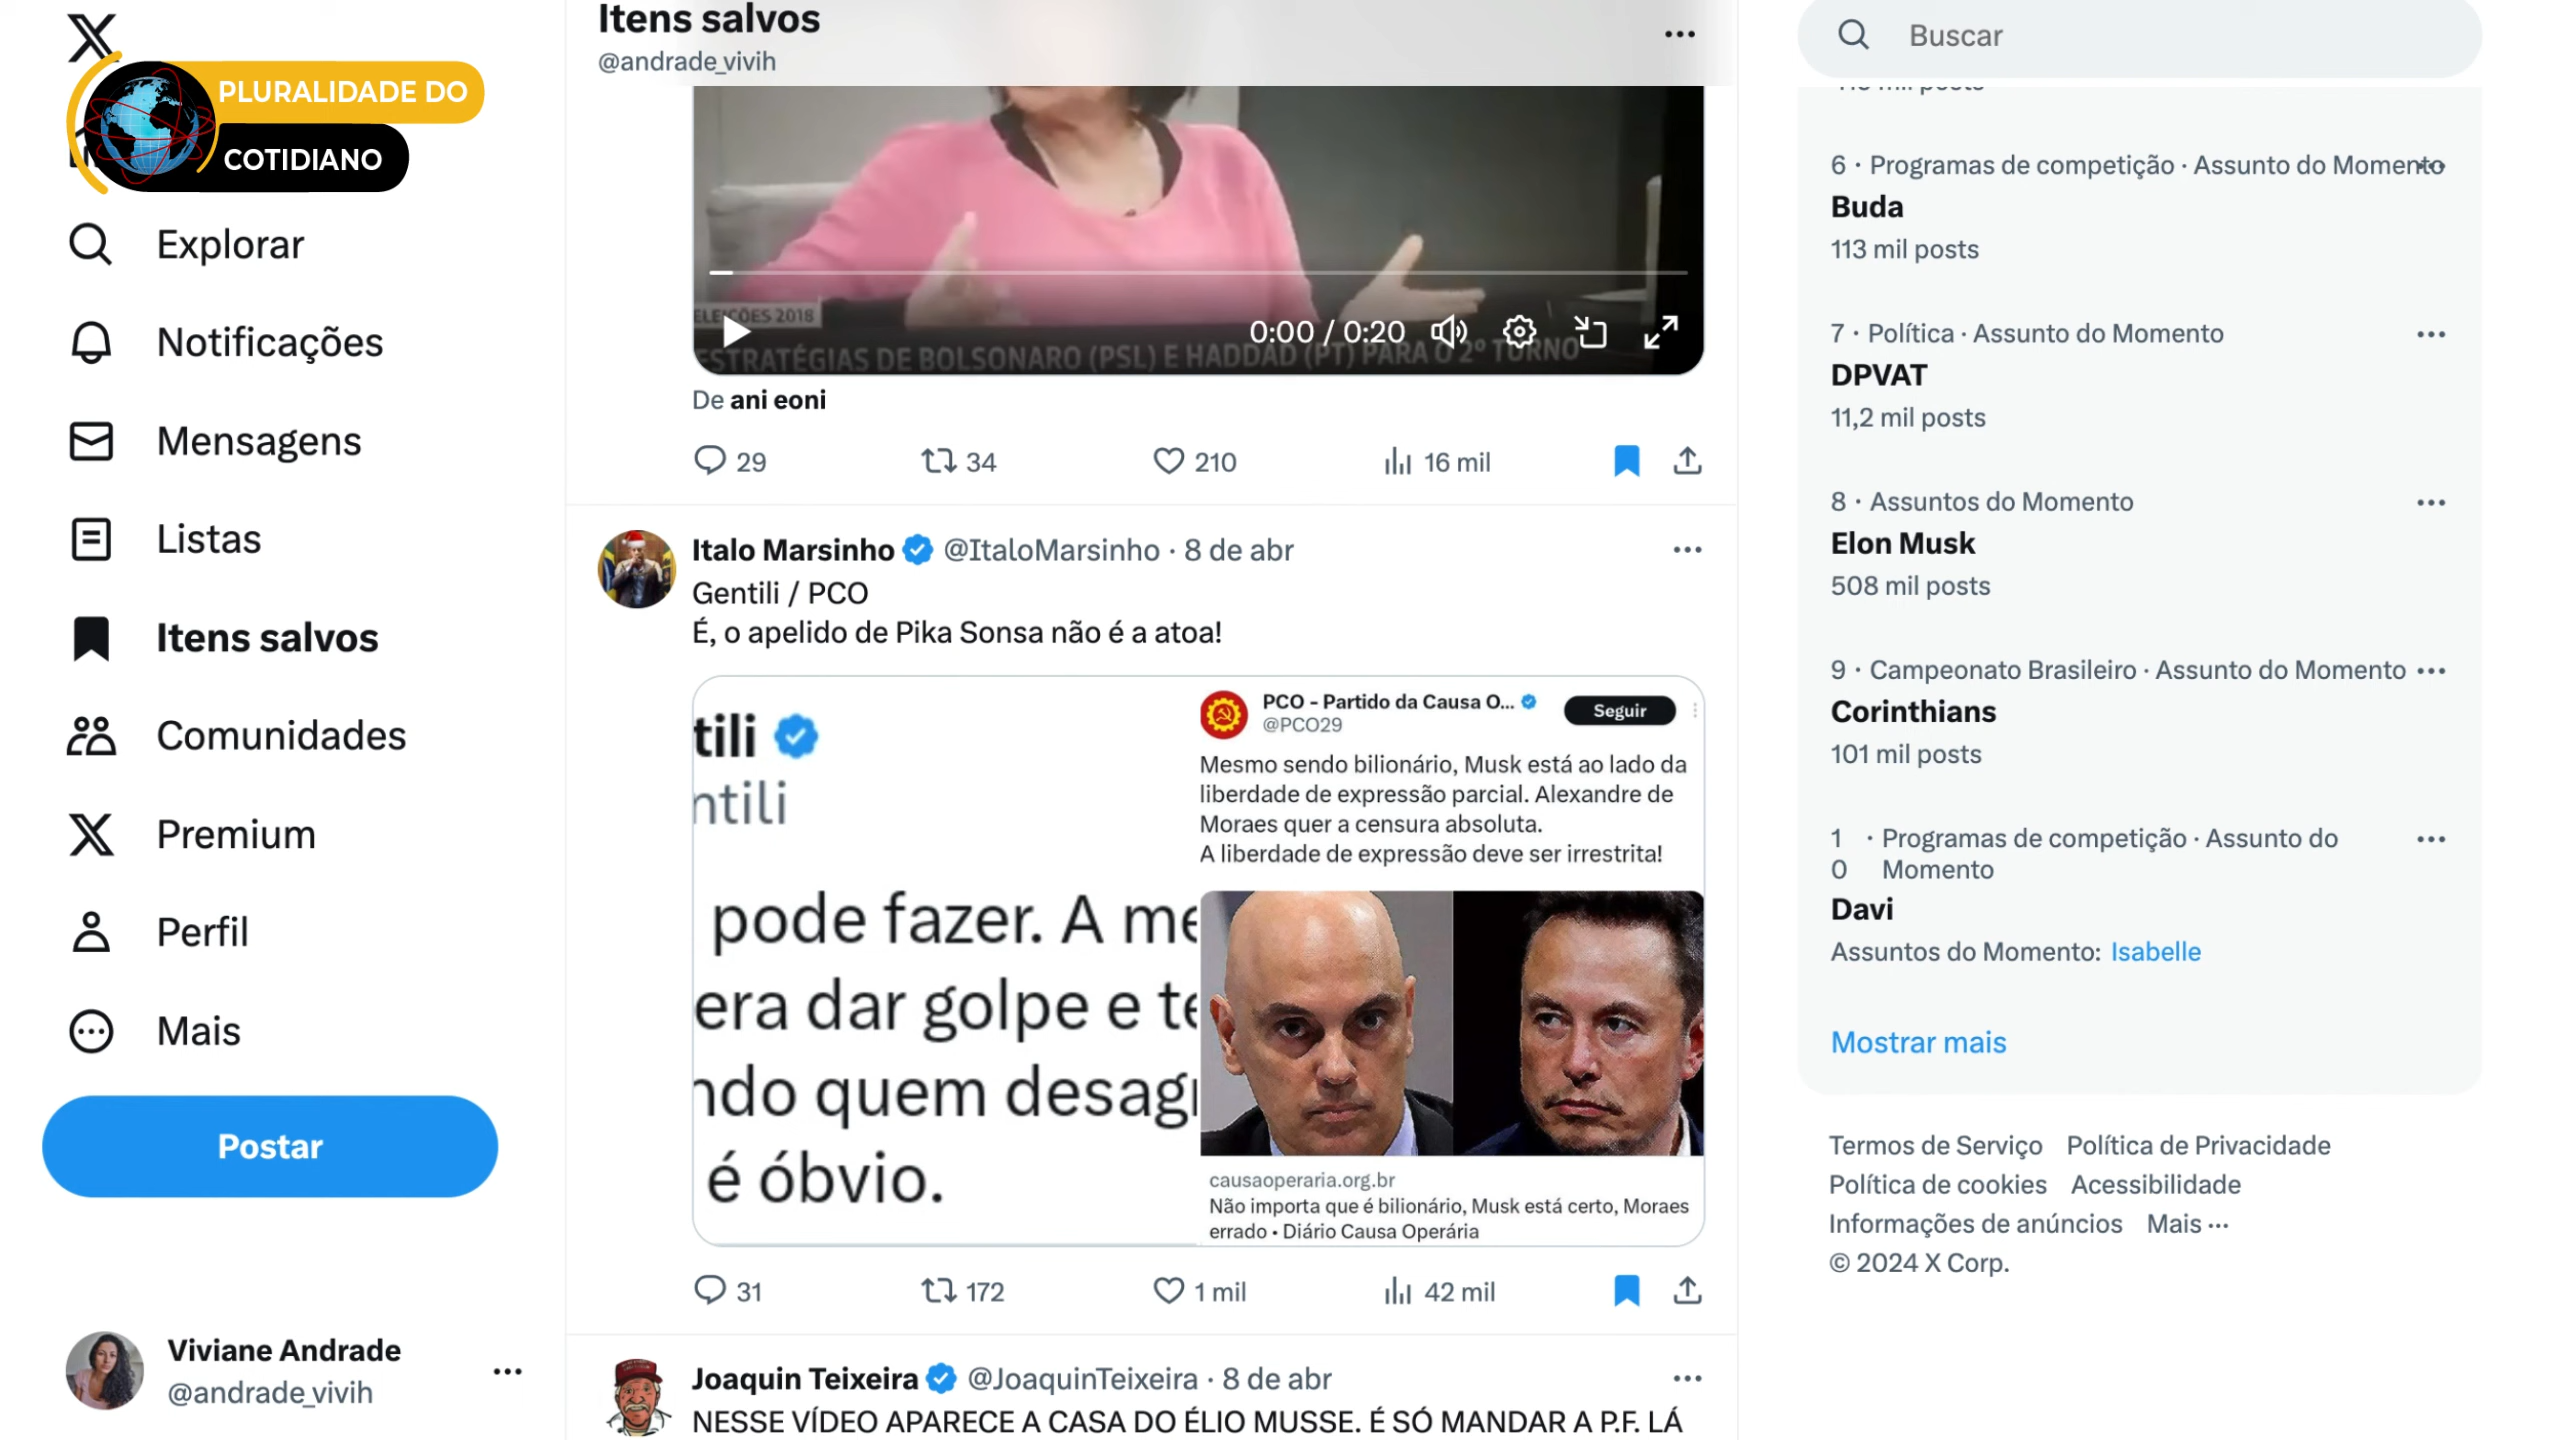 PLURALIDADE DO
COTIDIANO
Explorar
Notificações
Mensagens
Listas
Itens salvos
Comunidades
Premium
Perfil
Mais
Postar
Viviane Andrade
@andrade_vivih
Itens salvos
@andrade_vivih
ELEIÇÕES 2018
0:00 / 0:20
ESTRATÉGIAS DE BOLSONARO (PSL) E HADDAD (PT) PARA O 2º TURNO
De ani eoni
29 34 210 16 mil
Italo Marsinho @ItaloMarsinho · 8 de abr
Gentili / PCO
É, o apelido de Pika Sonsa não é a atoa!
tili
ntili
pode fazer. A me
era dar golpe e te
ndo quem desagr
é óbvio.
PCO - Partido da Causa O...
@PCO29
Seguir
Mesmo sendo bilionário, Musk está ao lado da
liberdade de expressão parcial. Alexandre de
Moraes quer a censura absoluta.
A liberdade de expressão deve ser irrestrita!
causaoperaria.org.br
Não importa que é bilionário, Musk está certo, Moraes
errado • Diário Causa Operária
31 172 1 mil 42 mil
Joaquin Teixeira @JoaquinTeixeira · 8 de abr
NESSE VÍDEO APARECE A CASA DO ÉLIO MUSSE. É SÓ MANDAR A P.F. LÁ
Buscar
6 · Programas de competição · Assunto do Momento
Buda
113 mil posts
7 · Política · Assunto do Momento
DPVAT
11,2 mil posts
8 · Assuntos do Momento
Elon Musk
508 mil posts
9 · Campeonato Brasileiro · Assunto do Momento
Corinthians
101 mil posts
10 · Programas de competição · Assunto do
Momento
Davi
Assuntos do Momento: Isabelle
Mostrar mais
Termos de Serviço Política de Privacidade
Política de cookies Acessibilidade
Informações de anúncios Mais ...
© 2024 X Corp.